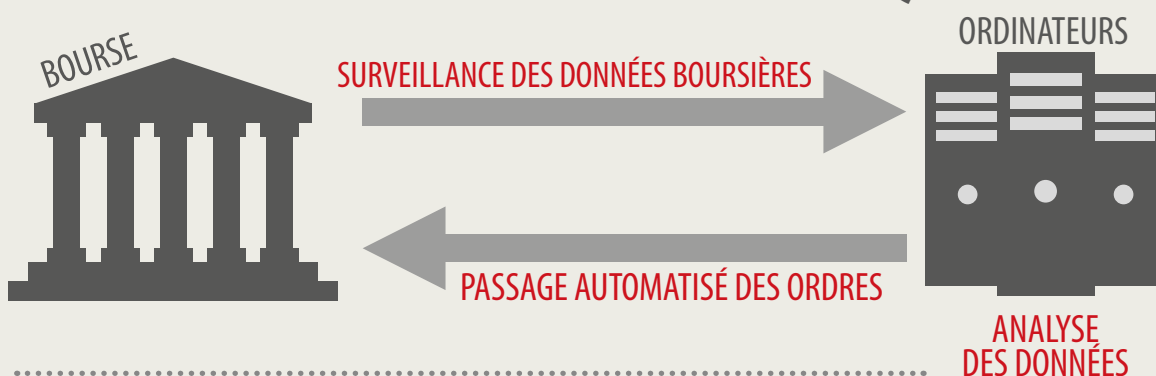 BOURSE
ORDINATEURS
SURVEILLANCE DES DONNÉES BOURSIÈRES
PASSAGE AUTOMATISÉ DES ORDRES
ANALYSE
DES DONNÉES